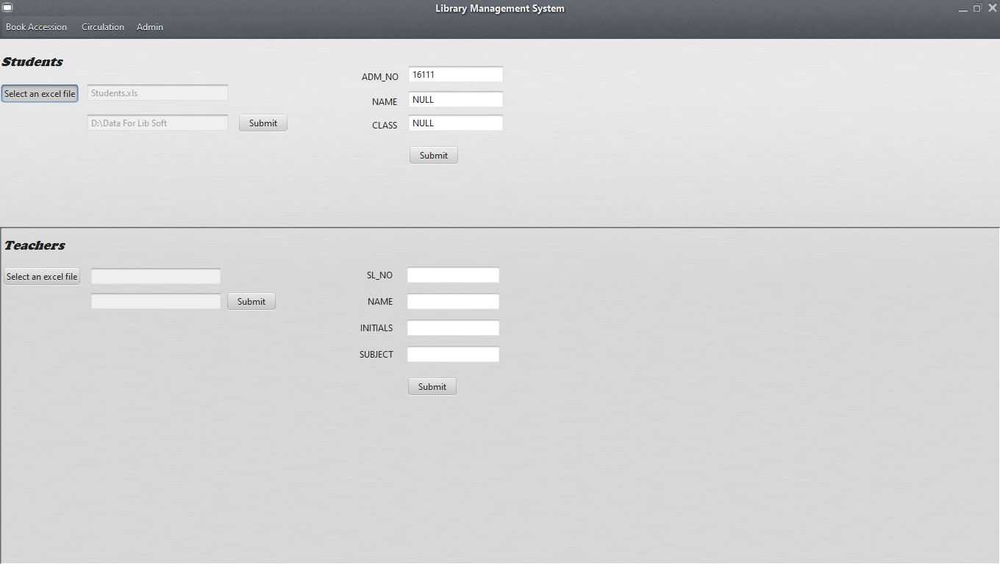 Library Management System
Book Accession Circulation Admin
Students
Select an excel file Students.xls
D:\Data For Lib Soft Submit
ADM_NO 16111
NAME NULL
CLASS NULL
Submit
Teachers
Select an excel file
Submit
SL_NO
NAME
INITIALS
SUBJECT
Submit